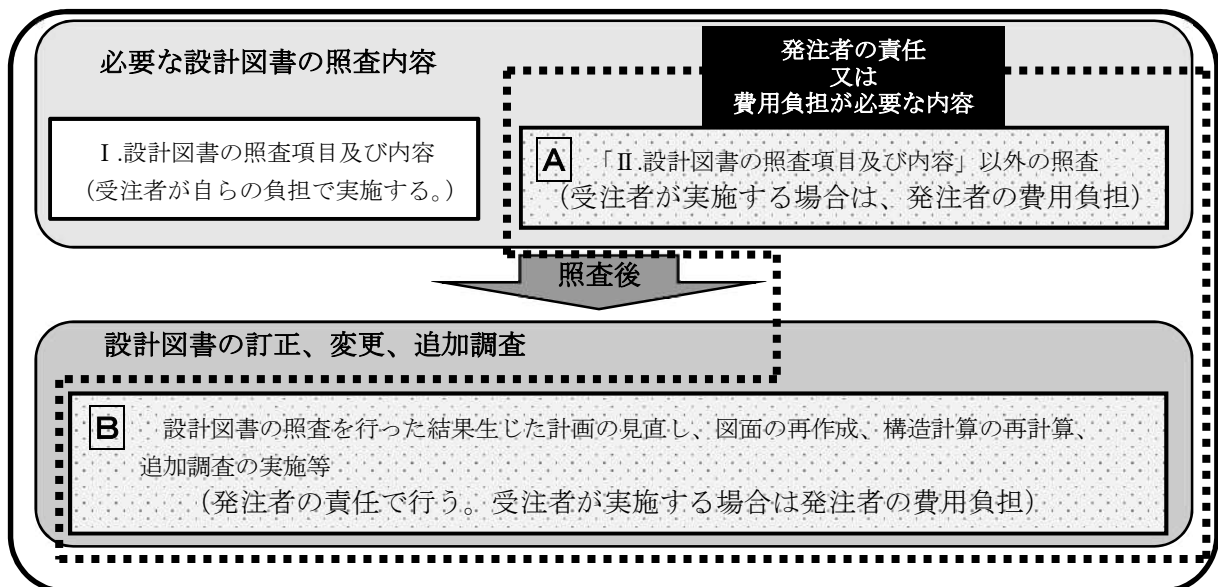 必要な設計図書の照査内容
発注者の責任
又は
費用負担が必要な内容
Ⅰ.設計図書の照査項目及び内容
(受注者が自らの負担で実施する。)
A 「Ⅱ.設計図書の照査項目及び内容」以外の照査
(受注者が実施する場合は、発注者の費用負担)
照査後
設計図書の訂正、変更、追加調査
B 設計図書の照査を行った結果生じた計画の見直し、図面の再作成、構造計算の再計算、
追加調査の実施等
(発注者の責任で行う。受注者が実施する場合は発注者の費用負担)